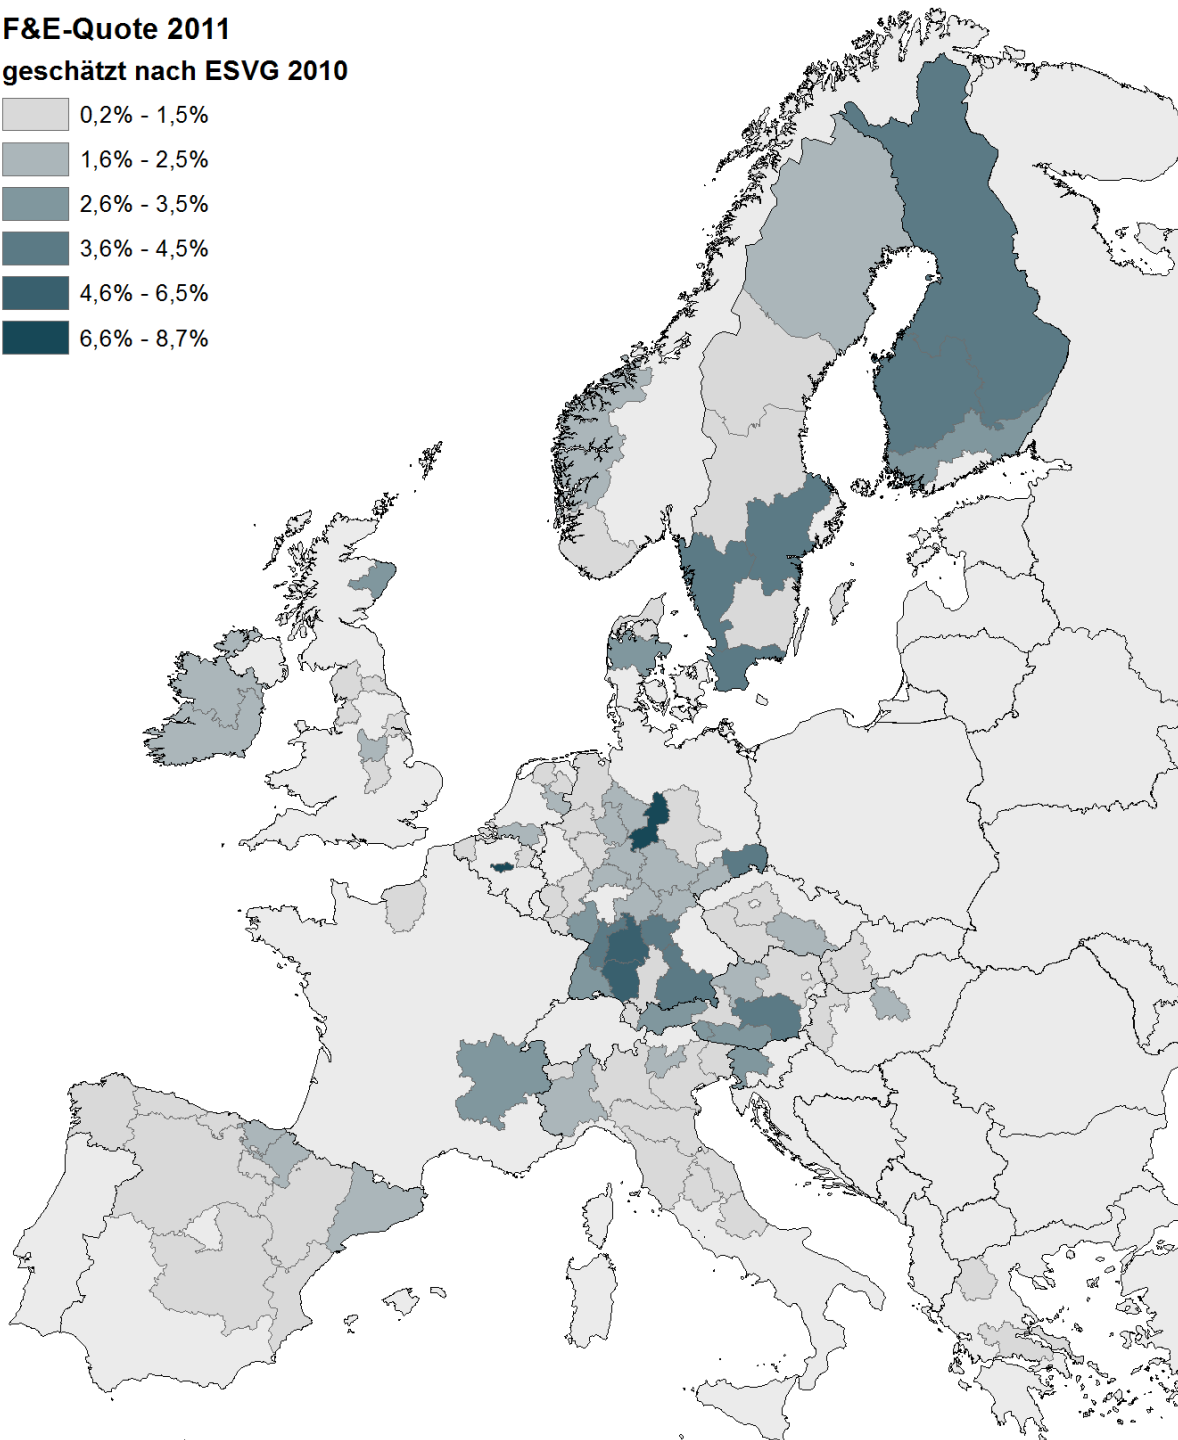 F&E-Quote 2011
geschätzt nach ESVG 2010
0,2% - 1,5%
1,6% - 2,5%
2,6% - 3,5%
3,6% - 4,5%
4,6% - 6,5%
6,6% - 8,7%